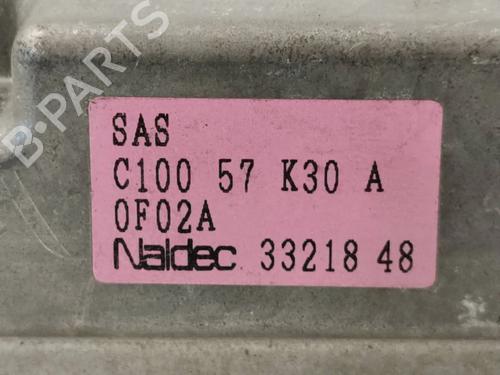 B-PARTS
SAS
C100 57 K30 A
0F02A
Naldec 33218 48